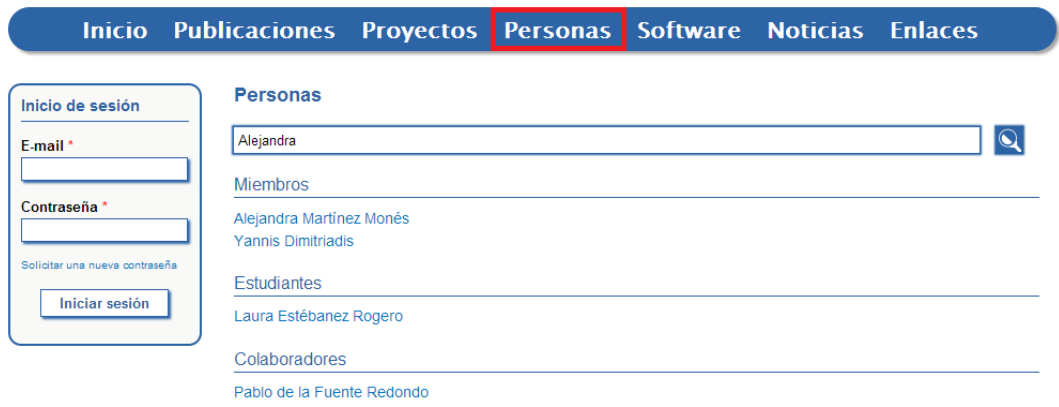 Inicio Publicaciones Proyectos Personas Software Noticias Enlaces
Inicio de sesión
E-mail *
Contraseña *
Solicitar una nueva contraseña
Iniciar sesión
Personas
Alejandra
Miembros
Alejandra Martínez Monés
Yannis Dimitriadis
Estudiantes
Laura Estébanez Rogero
Colaboradores
Pablo de la Fuente Redondo